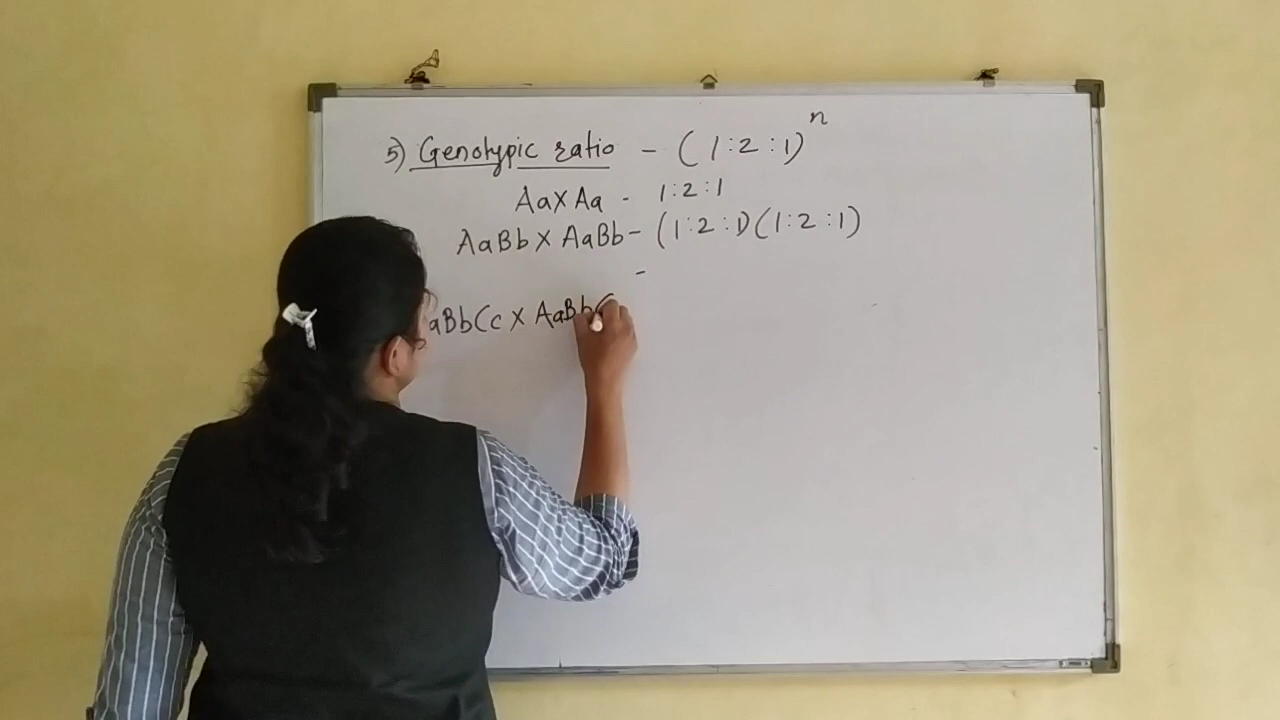 5) Genotypic ratio - (1:2:1)ⁿ
Aa X Aa - 1:2:1
AaBb X AaBb - (1:2:1)(1:2:1)
-
aBbCc X AaBbC